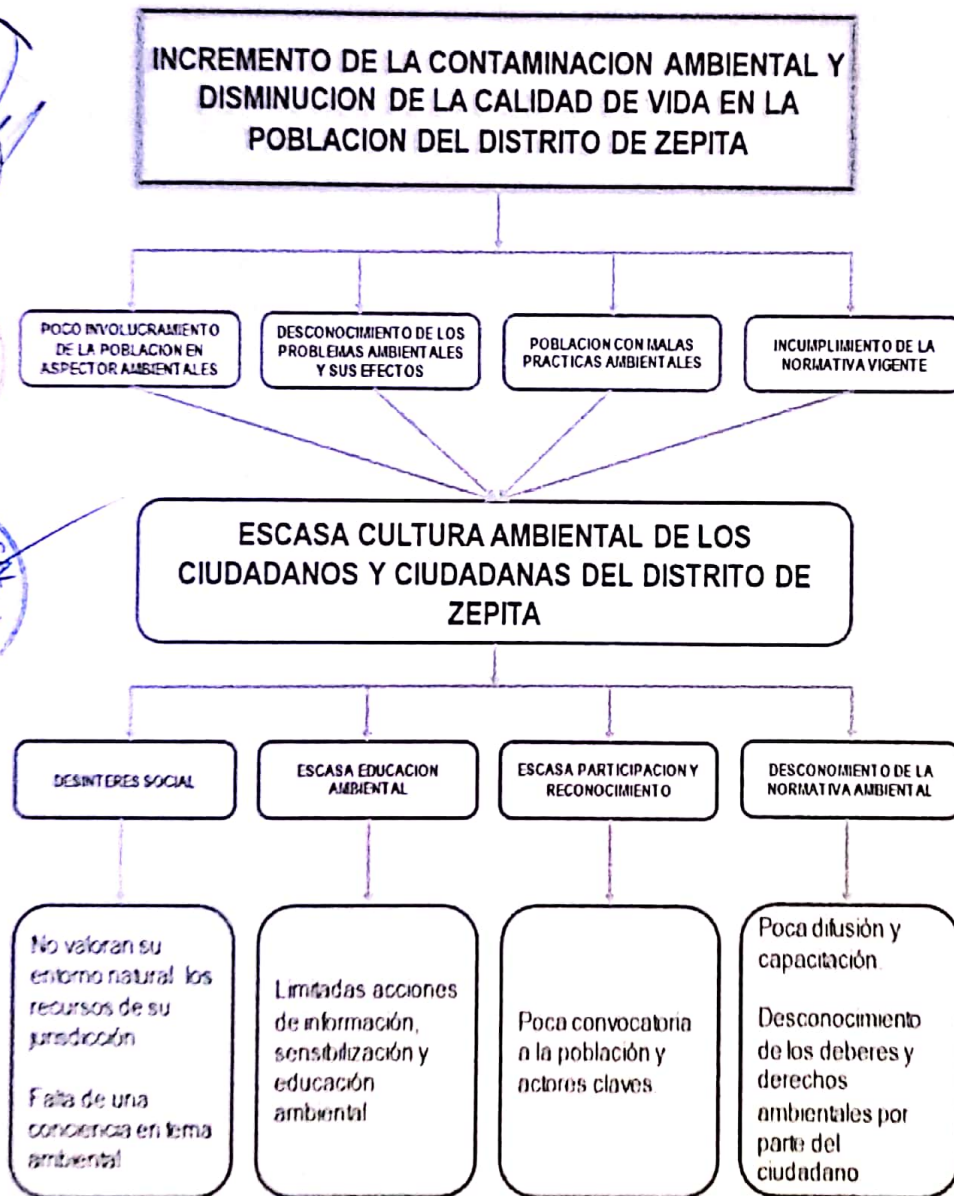 INCREMENTO DE LA CONTAMINACION AMBIENTAL Y
DISMINUCION DE LA CALIDAD DE VIDA EN LA
POBLACION DEL DISTRITO DE ZEPITA
POCO INVOLUCRAMIENTO
DE LA POBLACION EN
ASPECTOR AMBIENTALES
DESCONOCIMIENTO DE LOS
PROBLEMAS AMBIENTALES
Y SUS EFECTOS
POBLACION CON MALAS
PRACTICAS AMBIENTALES
INCUMPLIMIENTO DE LA
NORMATIVA VIGENTE
ESCASA CULTURA AMBIENTAL DE LOS
CIUDADANOS Y CIUDADANAS DEL DISTRITO DE
ZEPITA
DESINTERES SOCIAL
ESCASA EDUCACION
AMBIENTAL
ESCASA PARTICIPACION Y
RECONOCIMIENTO
DESCONOMIENTO DE LA
NORMATIVA AMBIENTAL
No valoran su
entorno natural los
recursos de su
jurisdicción
Falta de una
conciencia en tema
ambiental
Limitadas acciones
de información,
sensibilización y
educación
ambiental
Poca convocatoria
a la población y
actores claves
Poca difusión y
capacitación
Desconocimiento
de los deberes y
derechos
ambientales por
parte del
ciudadano